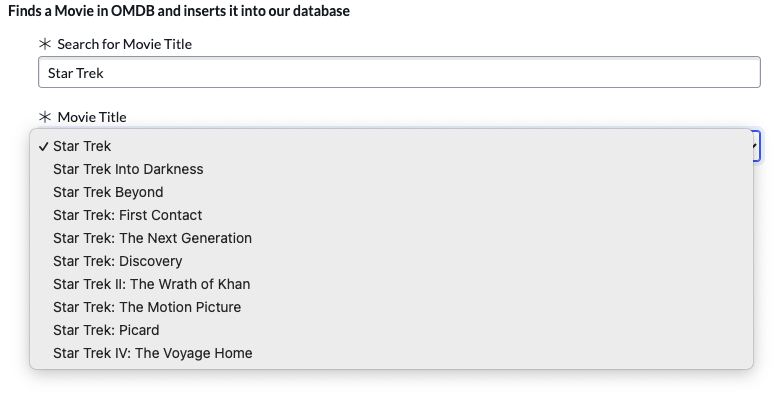 Finds a Movie in OMDB and inserts it into our database
Search for Movie Title
Star Trek
Movie Title
Star Trek
Star Trek Into Darkness
Star Trek Beyond
Star Trek: First Contact
Star Trek: The Next Generation
Star Trek: Discovery
Star Trek II: The Wrath of Khan
Star Trek: The Motion Picture
Star Trek: Picard
Star Trek IV: The Voyage Home